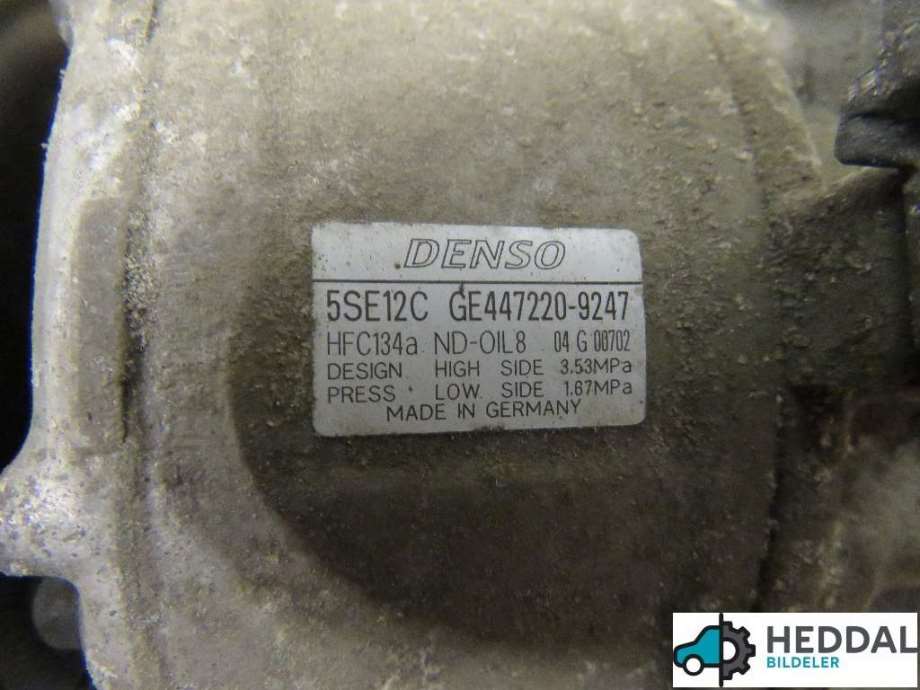 DENSO
5SE12C GE447220-9247
HFC134a ND-OIL8 04 G 08702
DESIGN HIGH SIDE 3.53MPa
PRESS LOW SIDE 1.67MPa
MADE IN GERMANY
HEDDAL
BILDELER